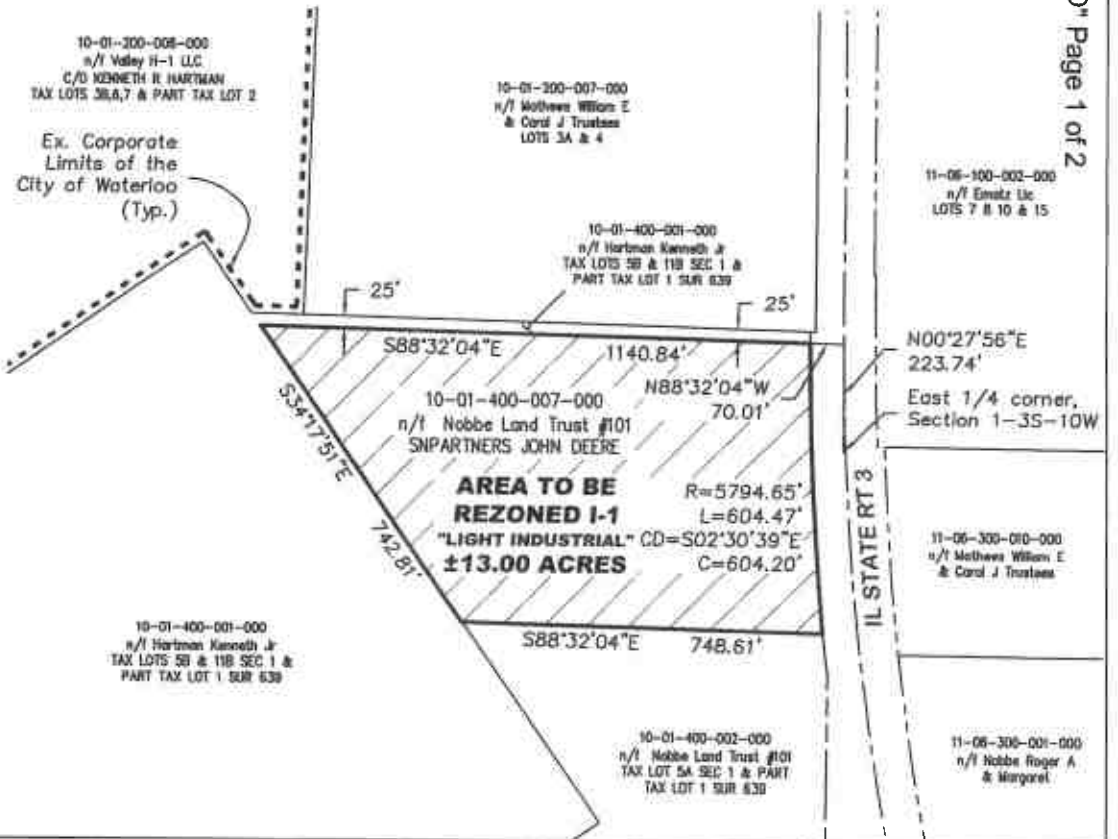 0" Page 1 of 2
10-01-200-006-000
n/f Valley H-1 LLC
C/O KENNETH R HARTMAN
TAX LOTS 3B,6,7 & PART TAX LOT 2
Ex. Corporate
Limits of the
City of Waterloo
(Typ.)
10-01-200-007-000
n/f Mathews William E
& Carol J Trustees
LOTS 3A & 4
11-06-100-002-000
n/f Ematz Llc
LOTS 7 8 10 & 15
10-01-400-001-000
n/f Hartman Kenneth Jr
TAX LOTS 5B & 11B SEC 1 &
PART TAX LOT 1 SUR 639
25'
25'
S88°32'04"E
1140.84'
N00°27'56"E
223.74'
N88°32'04"W
70.01'
East 1/4 corner,
Section 1-3S-10W
10-01-400-007-000
n/f Nobbe Land Trust #101
SNPARTNERS JOHN DEERE
S34°17'51"E
742.81'
AREA TO BE
REZONED I-1
"LIGHT INDUSTRIAL"
±13.00 ACRES
R=5794.65'
L=604.47'
CD=S02°30'39"E
C=604.20'
IL STATE RT 3
11-06-300-010-000
n/f Mathews William E
& Carol J Trustees
S88°32'04"E
748.61'
10-01-400-001-000
n/f Hartman Kenneth Jr
TAX LOTS 5B & 11B SEC 1 &
PART TAX LOT 1 SUR 639
10-01-400-002-000
n/f Nobbe Land Trust #101
TAX LOT 5A SEC 1 & PART
TAX LOT 1 SUR 639
11-06-300-001-000
n/f Nobbe Roger A
& Margaret